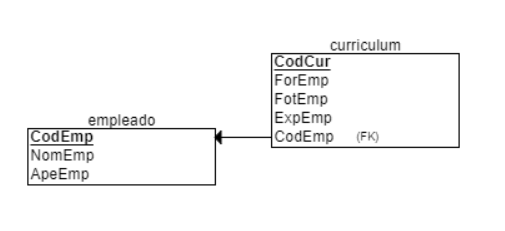 curriculum
CodCur
ForEmp
FotEmp
ExpEmp
CodEmp (FK)
empleado
CodEmp
NomEmp
ApeEmp